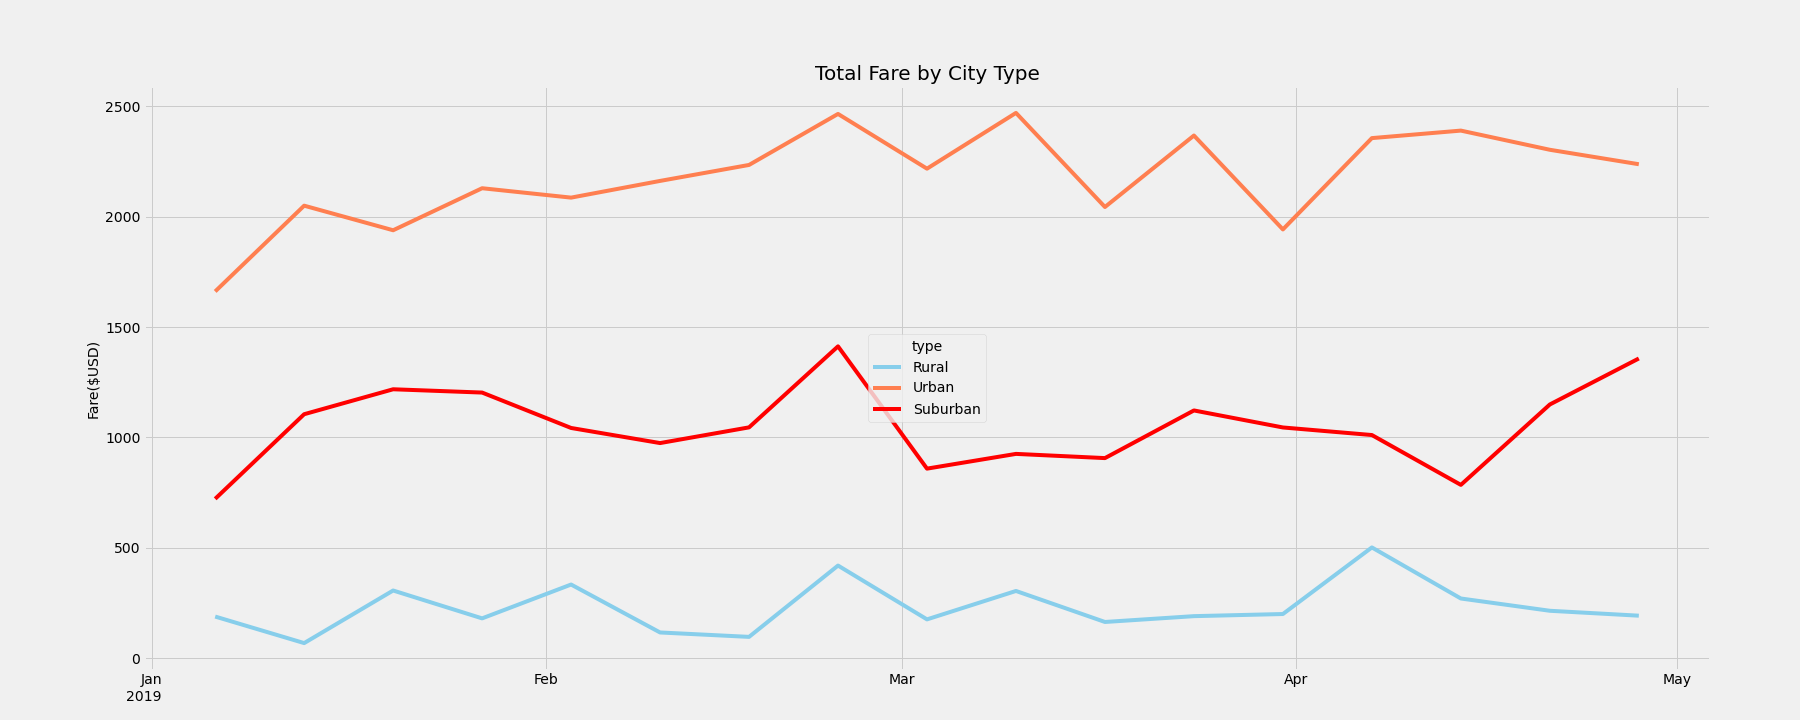 Total Fare by City Type
Fare($USD)
2500
2000
1500
1000
500
0
type
Rural
Urban
Suburban
Jan Feb Mar Apr May
2019